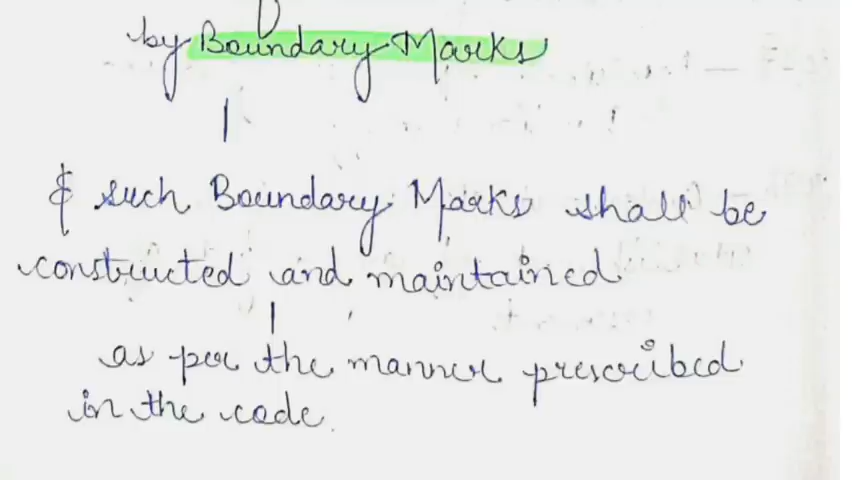 by Boundary Marks
& such Boundary Marks shall be
constructed and maintained
as per the manner prescribed
in the code.